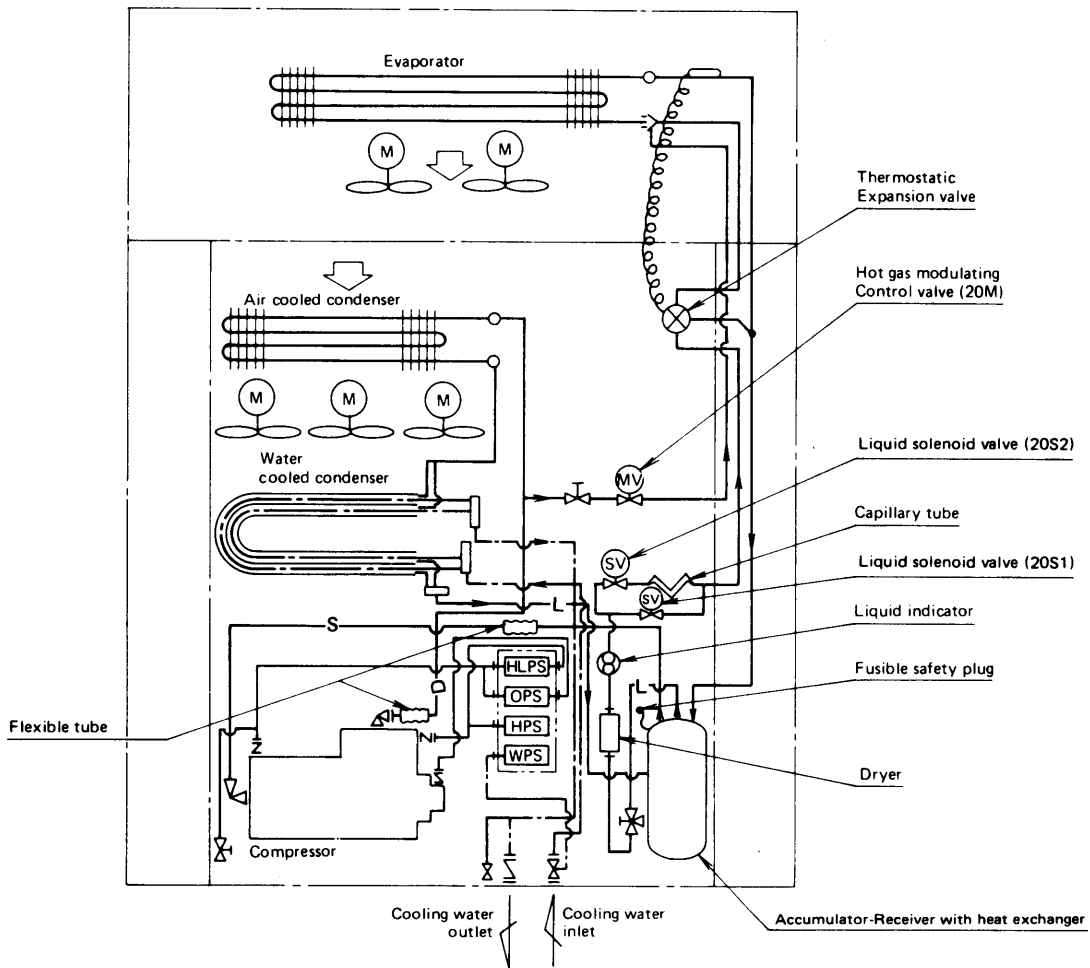 Evaporator
M
M
Thermostatic
Expansion valve
Hot gas modulating
Control valve (20M)
Air cooled condenser
M
M
M
Water
cooled condenser
MV
Liquid solenoid valve (20S2)
Capillary tube
SV
Liquid solenoid valve (20S1)
SV
L
Liquid indicator
S
HLPS
Fusible safety plug
L
D
OPS
Flexible tube
HPS
WPS
Dryer
Compressor
Cooling water
outlet
Cooling water
inlet
Accumulator-Receiver with heat exchanger